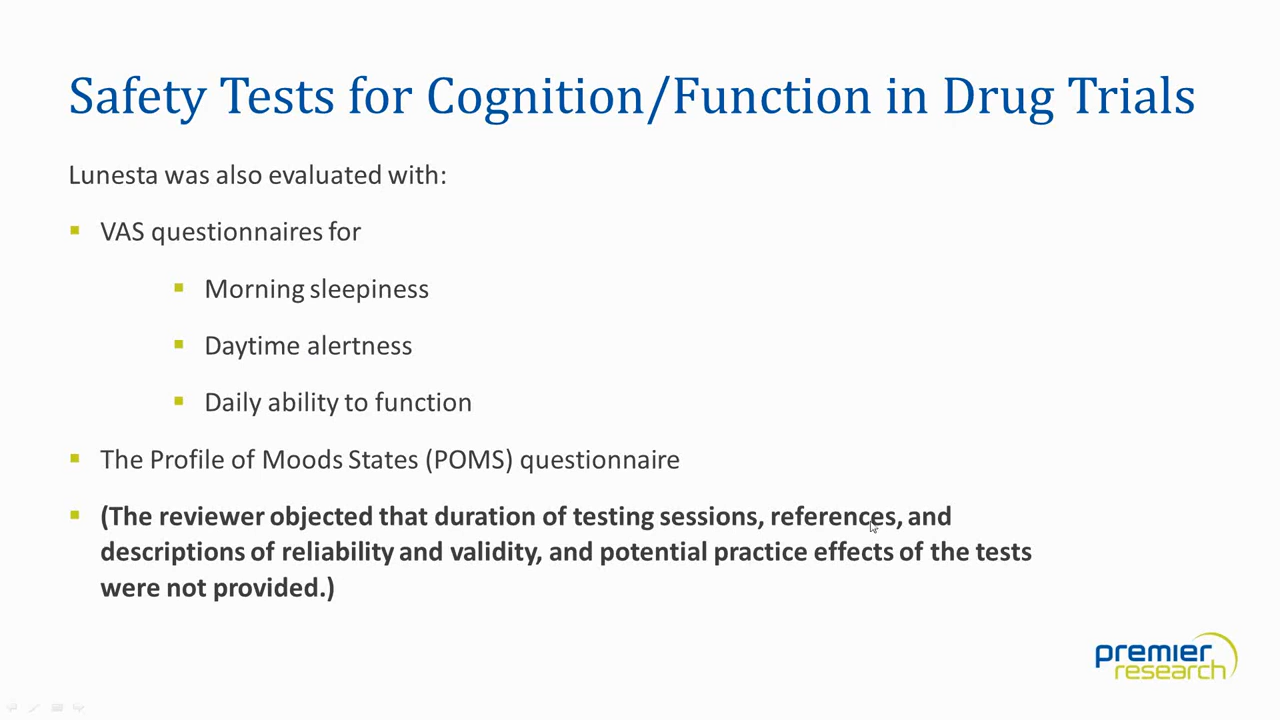 Safety Tests for Cognition/Function in Drug Trials
Lunesta was also evaluated with:
VAS questionnaires for
Morning sleepiness
Daytime alertness
Daily ability to function
The Profile of Moods States (POMS) questionnaire
(The reviewer objected that duration of testing sessions, references, and
descriptions of reliability and validity, and potential practice effects of the tests
were not provided.)
premier
research